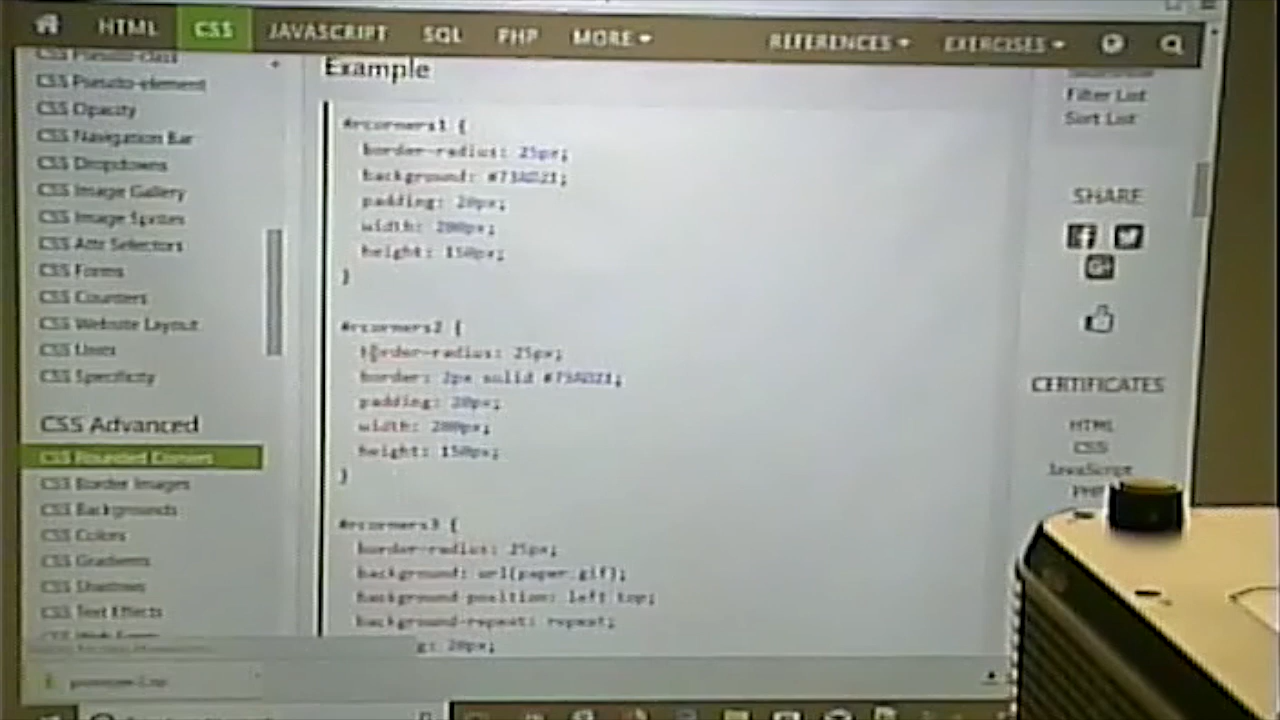 HTML CSS JAVASCRIPT SQL PHP MORE REFERENCES EXERCISES
CSS Pseudo-class
CSS Pseudo-element
CSS Opacity
CSS Navigation Bar
CSS Dropdowns
CSS Image Gallery
CSS Image Sprites
CSS Attr Selectors
CSS Forms
CSS Counters
CSS Website Layout
CSS Units
CSS Specificity
CSS Advanced
CSS Rounded Corners
CSS Border Images
CSS Backgrounds
CSS Colors
CSS Gradients
CSS Shadows
CSS Text Effects
Example
#rcorners1 {
border-radius: 25px;
background: #73AD21;
padding: 20px;
width: 200px;
height: 150px;
}
#rcorners2 {
border-radius: 25px;
border: 2px solid #73AD21;
padding: 20px;
width: 200px;
height: 150px;
}
#rcorners3 {
border-radius: 25px;
background: url(paper.gif);
background-position: left top;
background-repeat: repeat;
g: 20px;
Filter List
Sort List
SHARE
CERTIFICATES
HTML
CSS
JavaScript
PHP